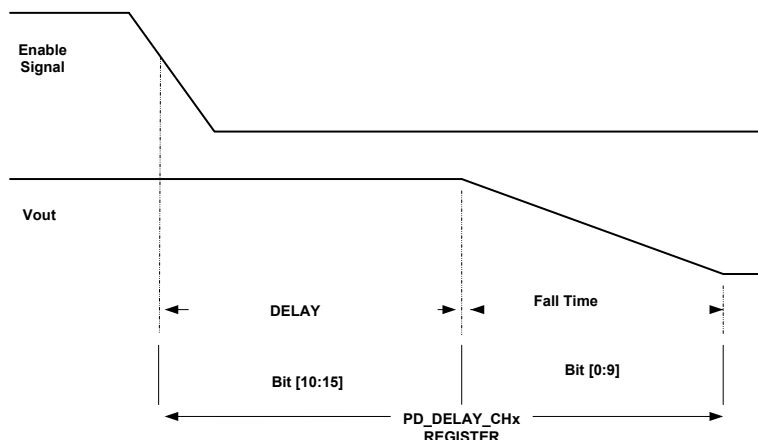 Enable
Signal
Vout
DELAY
Fall Time
Bit [10:15]
Bit [0:9]
PD_DELAY_CHx
REGISTER